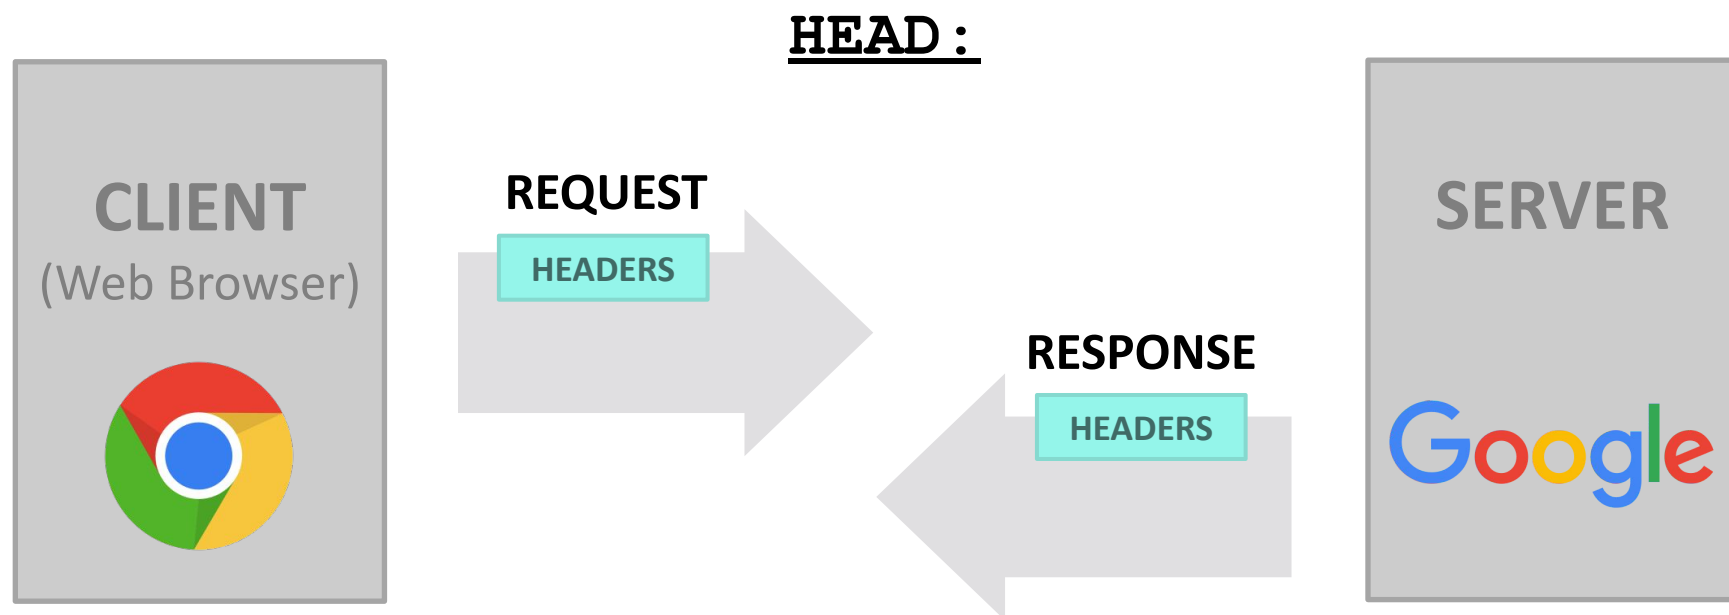 HEAD:
CLIENT
(Web Browser)
REQUEST
HEADERS
RESPONSE
HEADERS
SERVER
Google